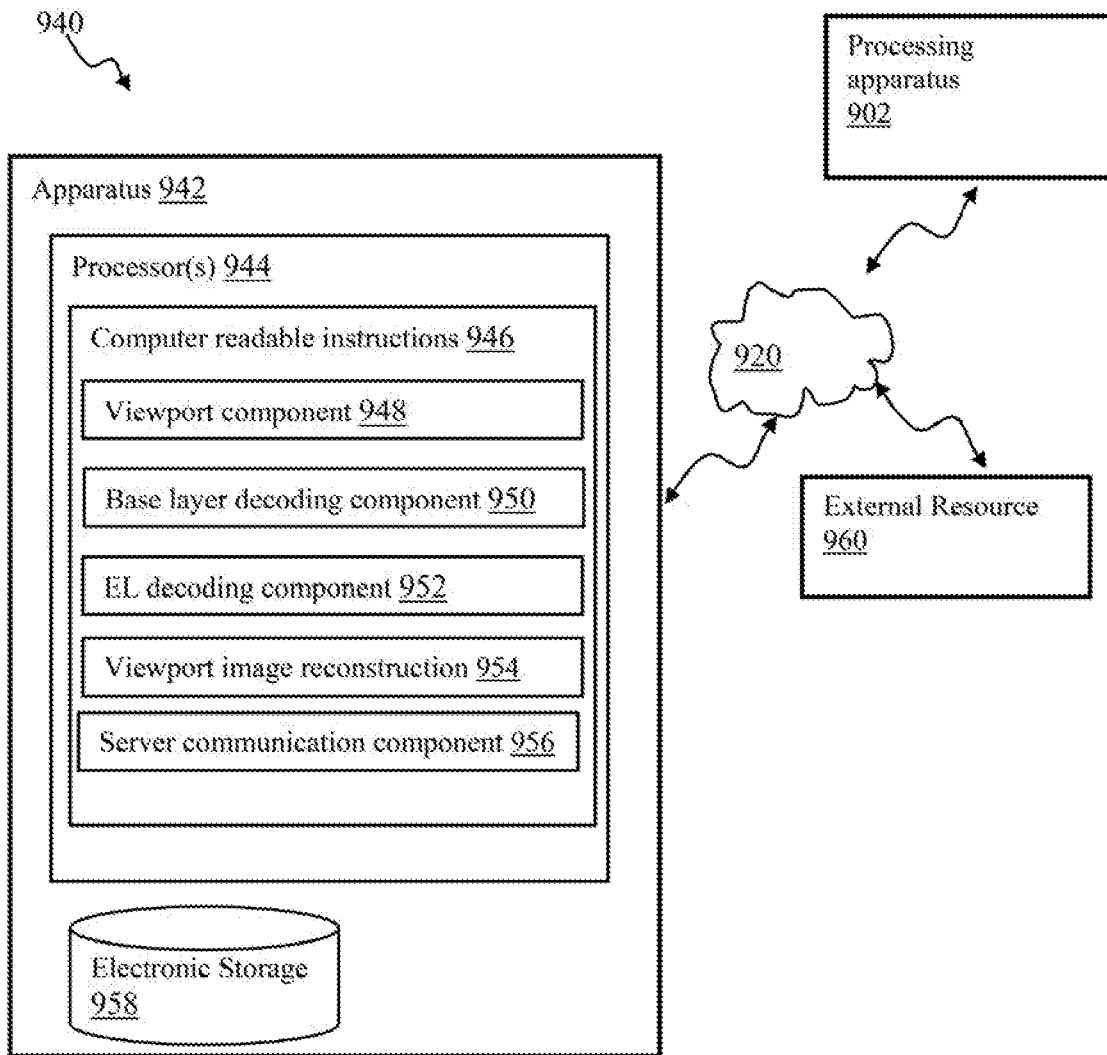 940
Processing
apparatus
902
Apparatus 942
Processor(s) 944
Computer readable instructions 946
Viewport component 948
Base layer decoding component 950
EL decoding component 952
Viewport image reconstruction 954
Server communication component 956
Electronic Storage
958
920
External Resource
960